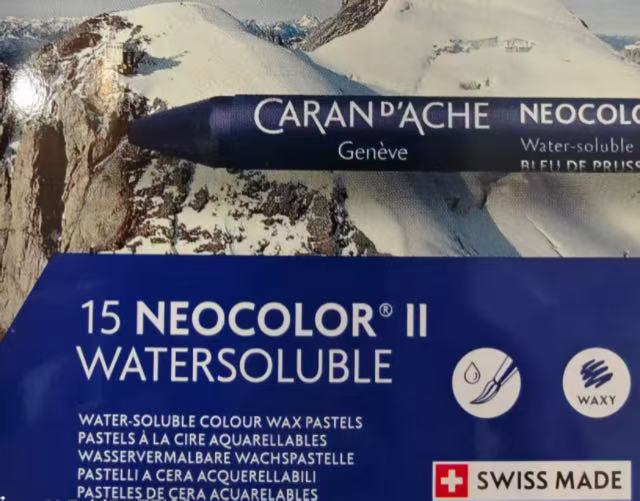 CARAN D'ACHE
Genève
NEOCOLO
Water-soluble
BLEU DE PRUSS
15 NEOCOLOR® II
WATERSOLUBLE
WAXY
WATER-SOLUBLE COLOUR WAX PASTELS
PASTELS À LA CIRE AQUARELLABLES
WASSERVERMALBARE WACHSPASTELLE
PASTELLI A CERA ACQUERELLABILI
PASTELES DE CERA ACUARELABLES
SWISS MADE